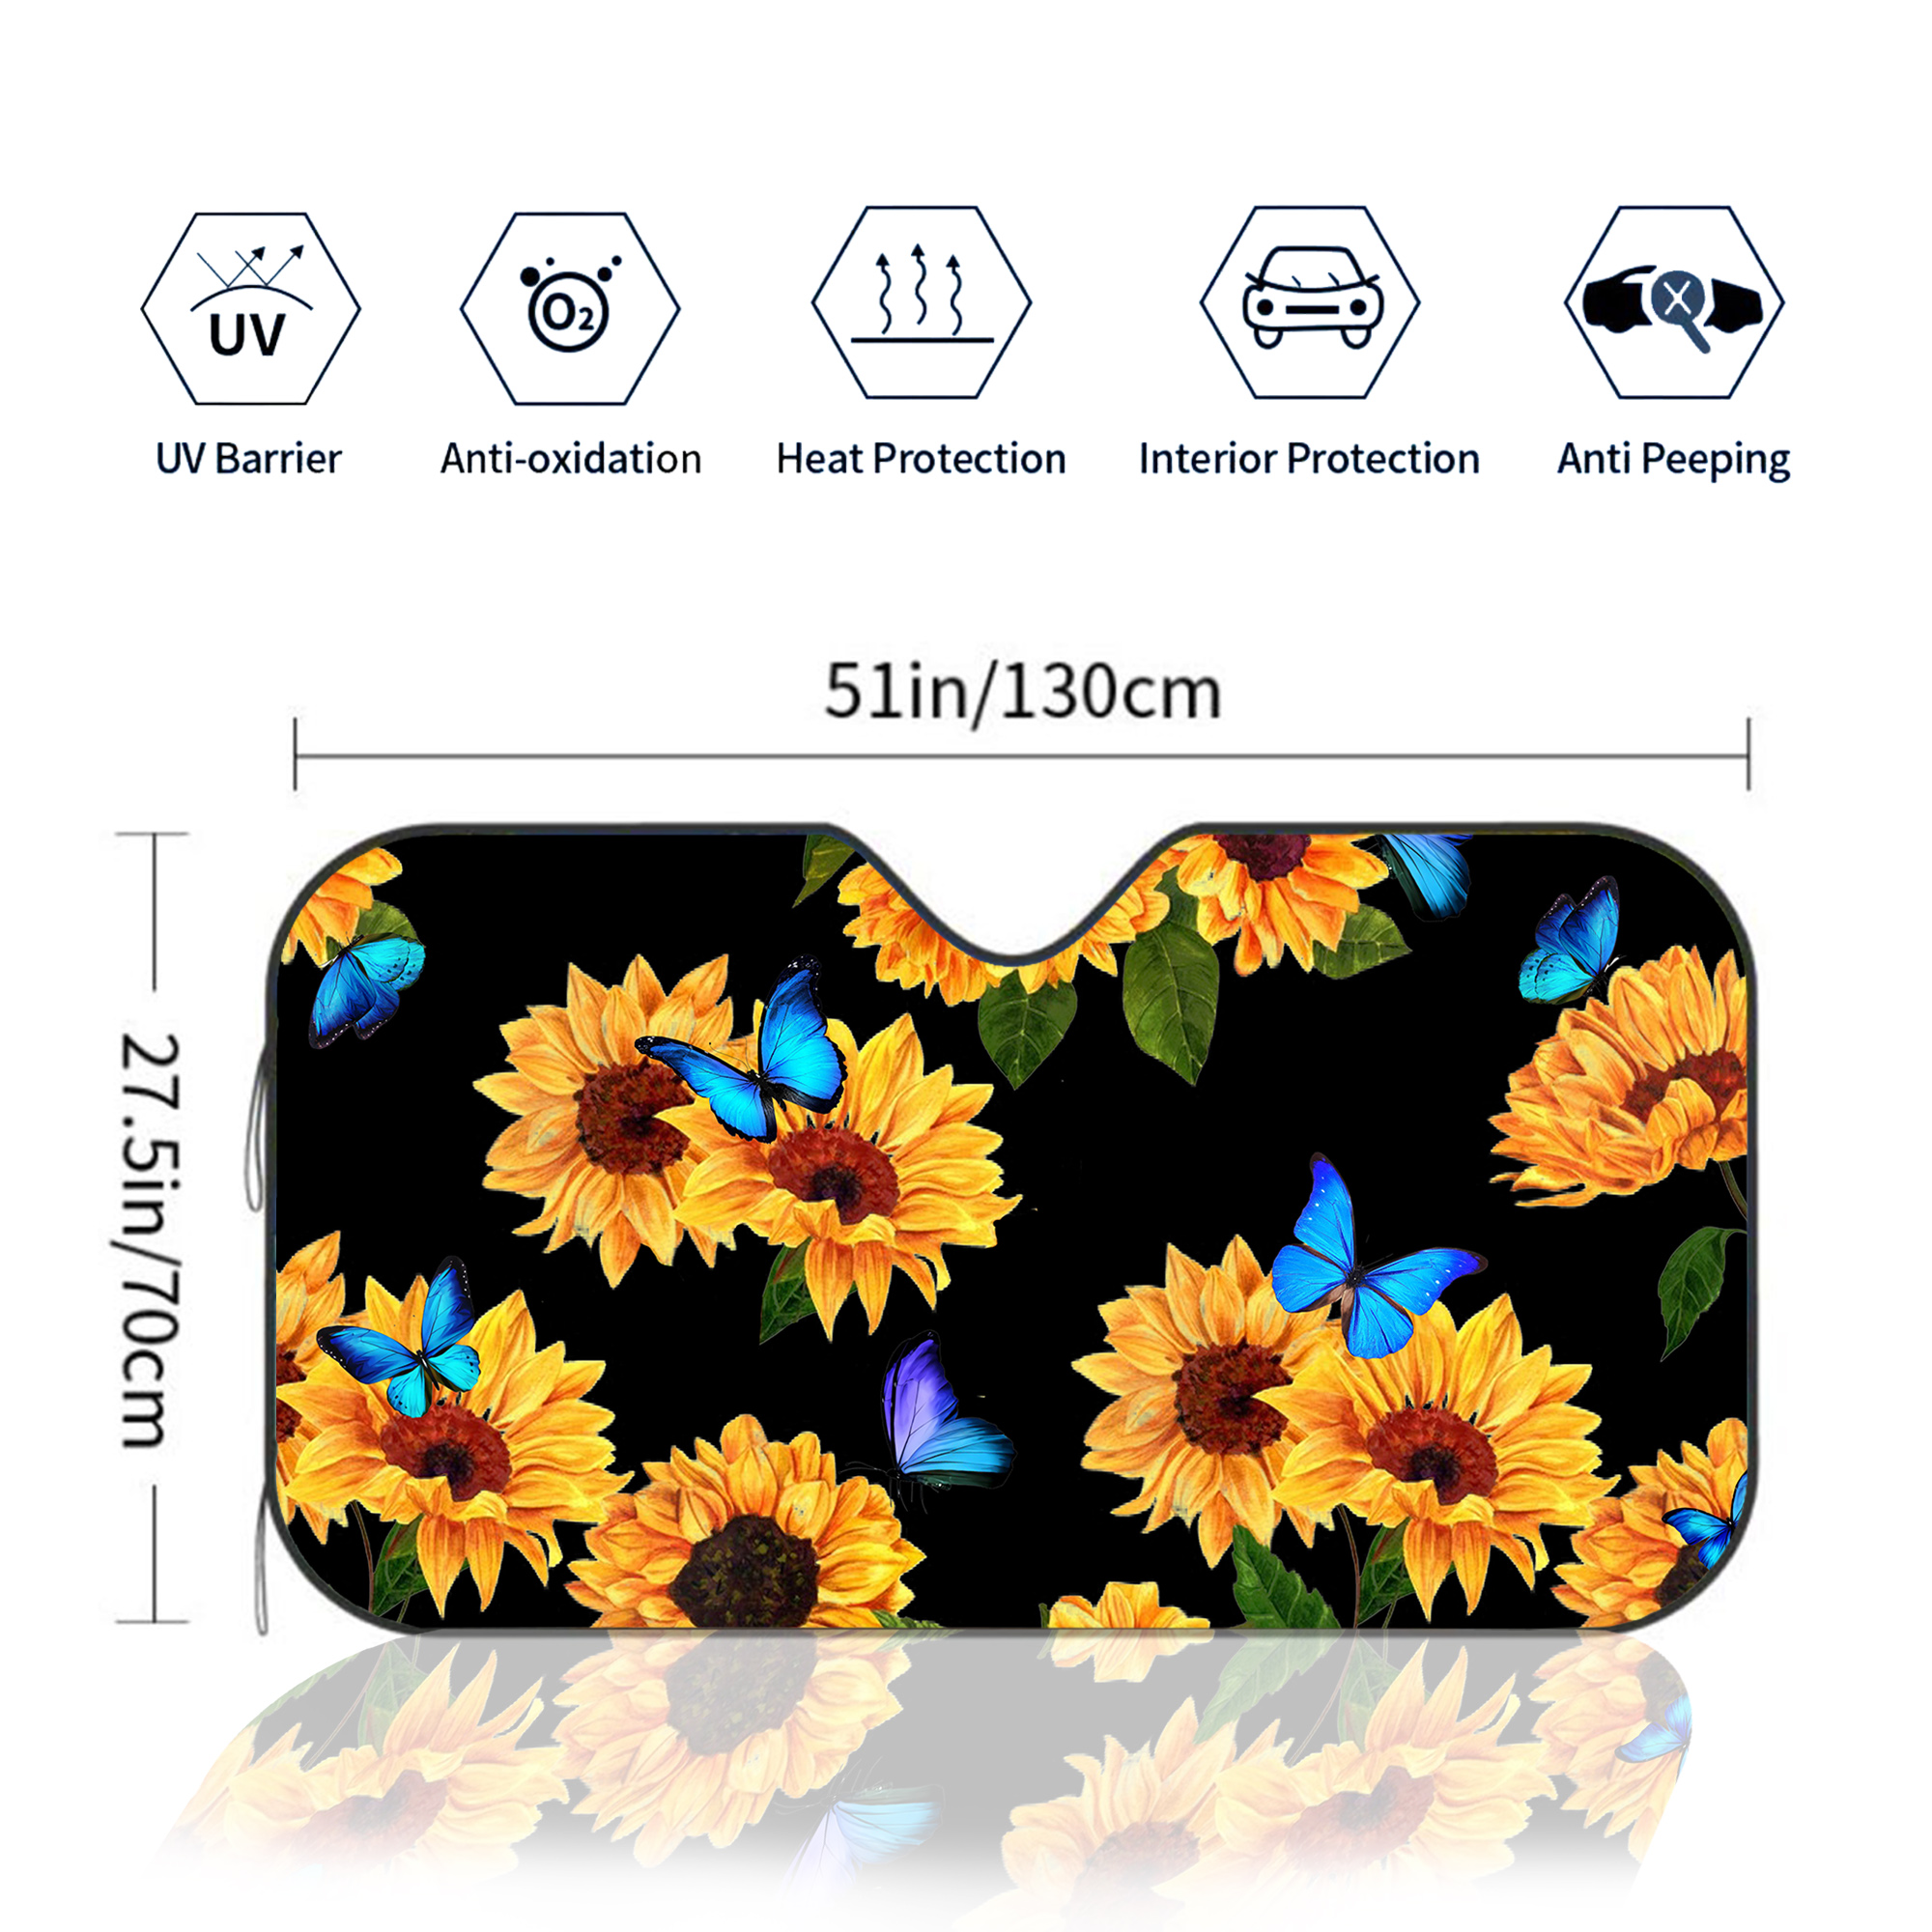 UV
O2
UV Barrier
Anti-oxidation
Heat Protection
Interior Protection
Anti Peeping
51in/130cm
27.5in/70cm